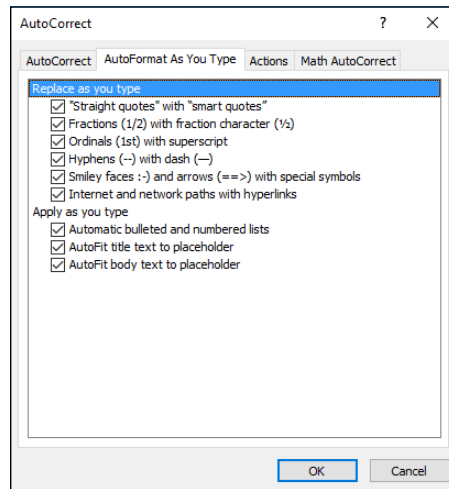 AutoCorrect ?
AutoCorrect AutoFormat As You Type Actions Math AutoCorrect
Replace as you type
"Straight quotes" with “smart quotes”
Fractions (1/2) with fraction character (½)
Ordinals (1st) with superscript
Hyphens (--) with dash (—)
Smiley faces :-) and arrows (==>) with special symbols
Internet and network paths with hyperlinks
Apply as you type
Automatic bulleted and numbered lists
AutoFit title text to placeholder
AutoFit body text to placeholder
OK Cancel